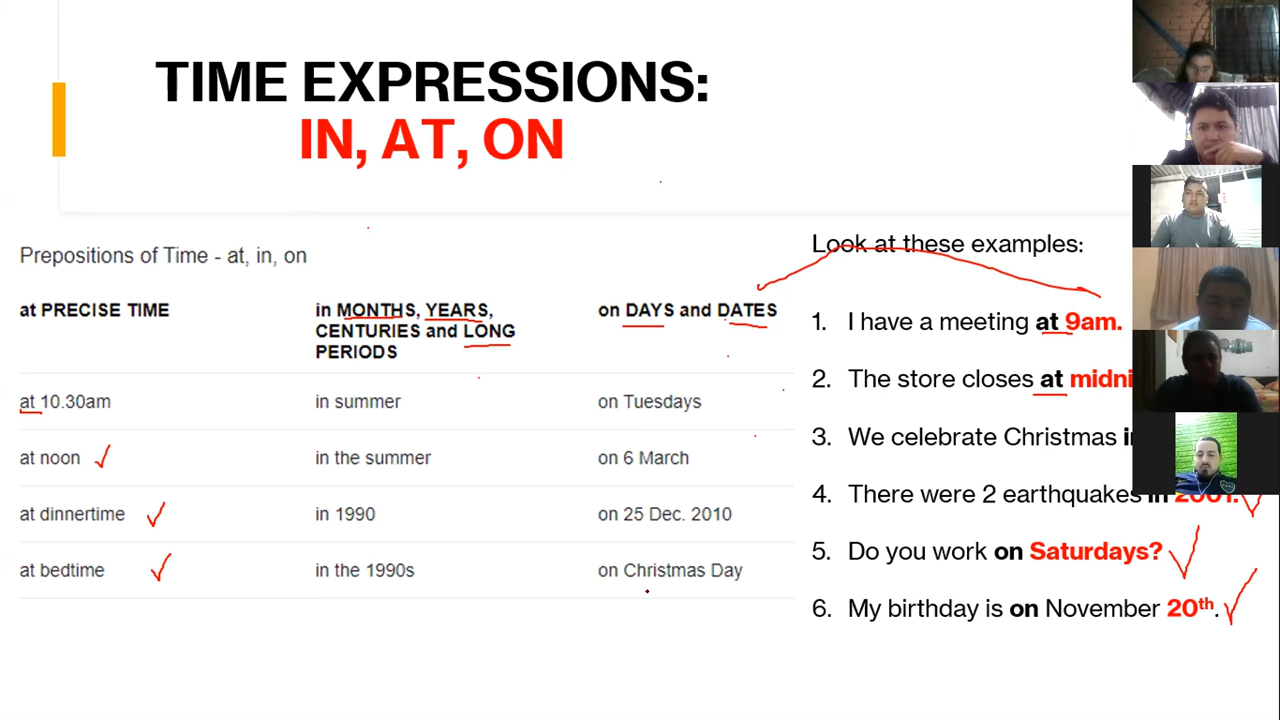 TIME EXPRESSIONS:
IN, AT, ON
Prepositions of Time - at, in, on
at PRECISE TIME
in MONTHS, YEARS,
CENTURIES and LONG
PERIODS
on DAYS and DATES
at 10.30am
in summer
on Tuesdays
at noon
in the summer
on 6 March
at dinnertime
in 1990
on 25 Dec. 2010
at bedtime
in the 1990s
on Christmas Day
Look at these examples:
1. I have a meeting at 9am.
2. The store closes at
3. We celebrate Christmas
4. There were 2 earthquakes in 2001.
5. Do you work on Saturdays?
6. My birthday is on November 20th.